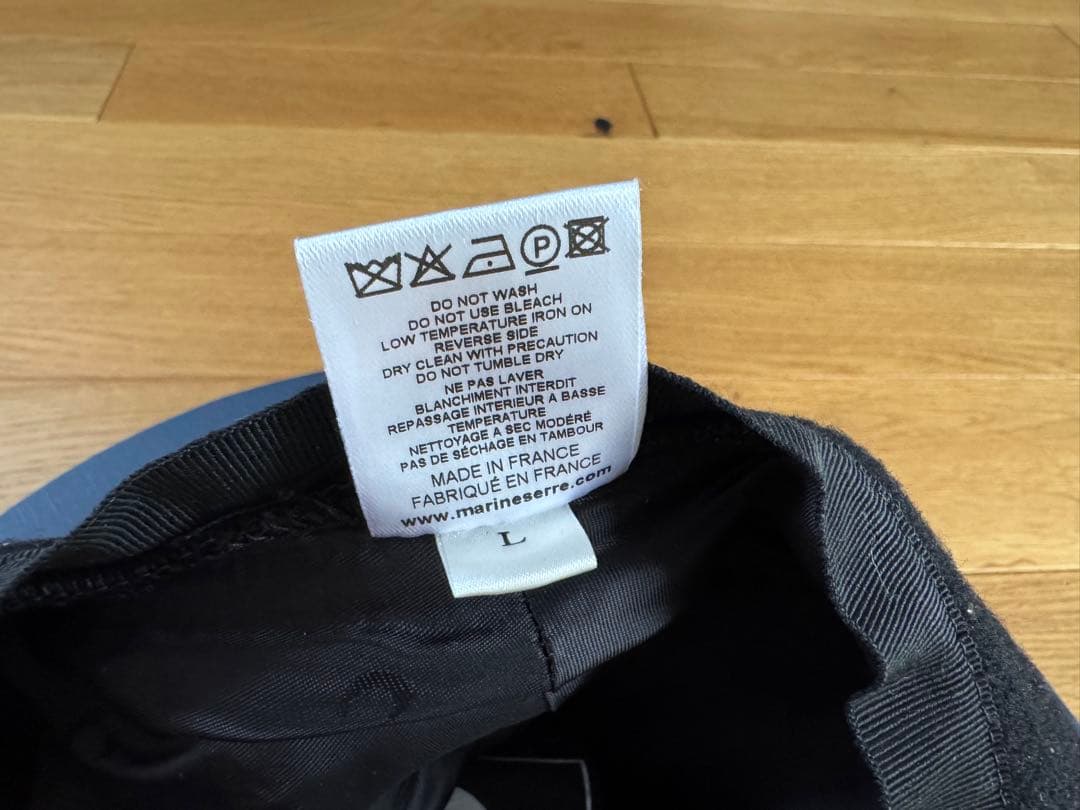 P
DO NOT WASH
DO NOT USE BLEACH
LOW TEMPERATURE IRON ON
REVERSE SIDE
DRY CLEAN WITH PRECAUTION
DO NOT TUMBLE DRY
NE PAS LAVER
BLANCHIMENT INTERDIT
REPASSAGE INTERIEUR A BASSE
TEMPERATURE
NETTOYAGE A SEC MODÉRÉ
PAS DE SÉCHAGE EN TAMBOUR
MADE IN FRANCE
FABRIQUÉ EN FRANCE
www.marineserre.com
L